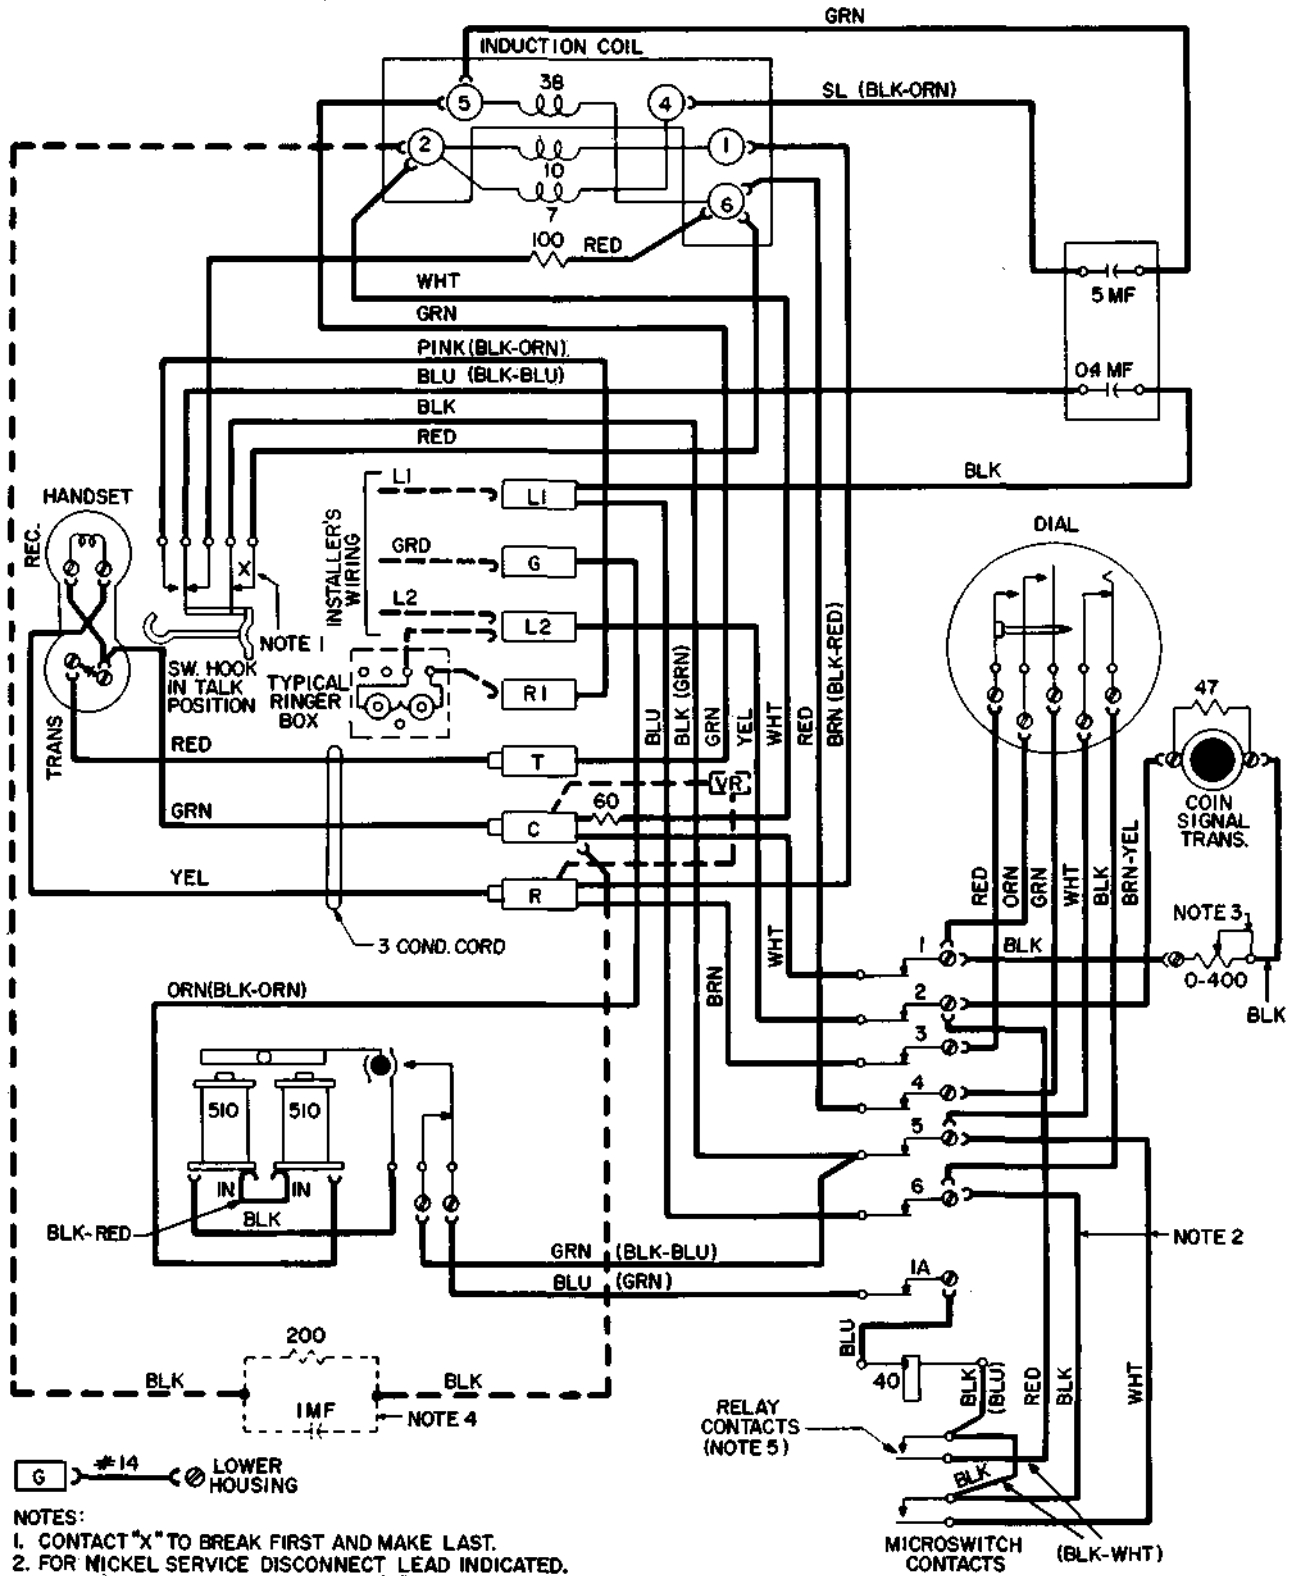 GRN
INDUCTION COIL
38
5
4
SL (BLK-ORN)
2
1
10
7
6
100
RED
WHT
5 MF
GRN
PINK (BLK-ORN)
BLU (BLK-BLU)
04 MF
BLK
RED
BLK
L1
L1
HANDSET
REC.
DIAL
INSTALLER'S
WIRING
GRD
G
X
L2
L2
NOTE 1
SW. HOOK
IN TALK
POSITION
TYPICAL
RINGER
BOX
R1
TRANS
BLU
BLK (GRN)
GRN
YEL
WHT
RED
BRN (BLK-RED)
47
RED
T
VR
COIN
SIGNAL
TRANS.
GRN
60
C
YEL
R
RED
ORN
GRN
WHT
BLK
BRN-YEL
NOTE 3
3 COND. CORD
BRN
WHT
1
BLK
0-400
BLK
ORN(BLK-ORN)
2
3
4
5
6
510
510
IN
IN
BLK
BLK-RED
NOTE 2
GRN (BLK-BLU)
BLU (GRN)
1A
BLU
200
BLK
BLK
1MF
NOTE 4
40
BLK
(BLU)
RED
BLK
WHT
RELAY
CONTACTS
(NOTE 5)
BLK
G
#14
LOWER
HOUSING
MICROSWITCH
CONTACTS
(BLK-WHT)
NOTES:
1. CONTACT "X" TO BREAK FIRST AND MAKE LAST.
2. FOR NICKEL SERVICE DISCONNECT LEAD INDICATED.